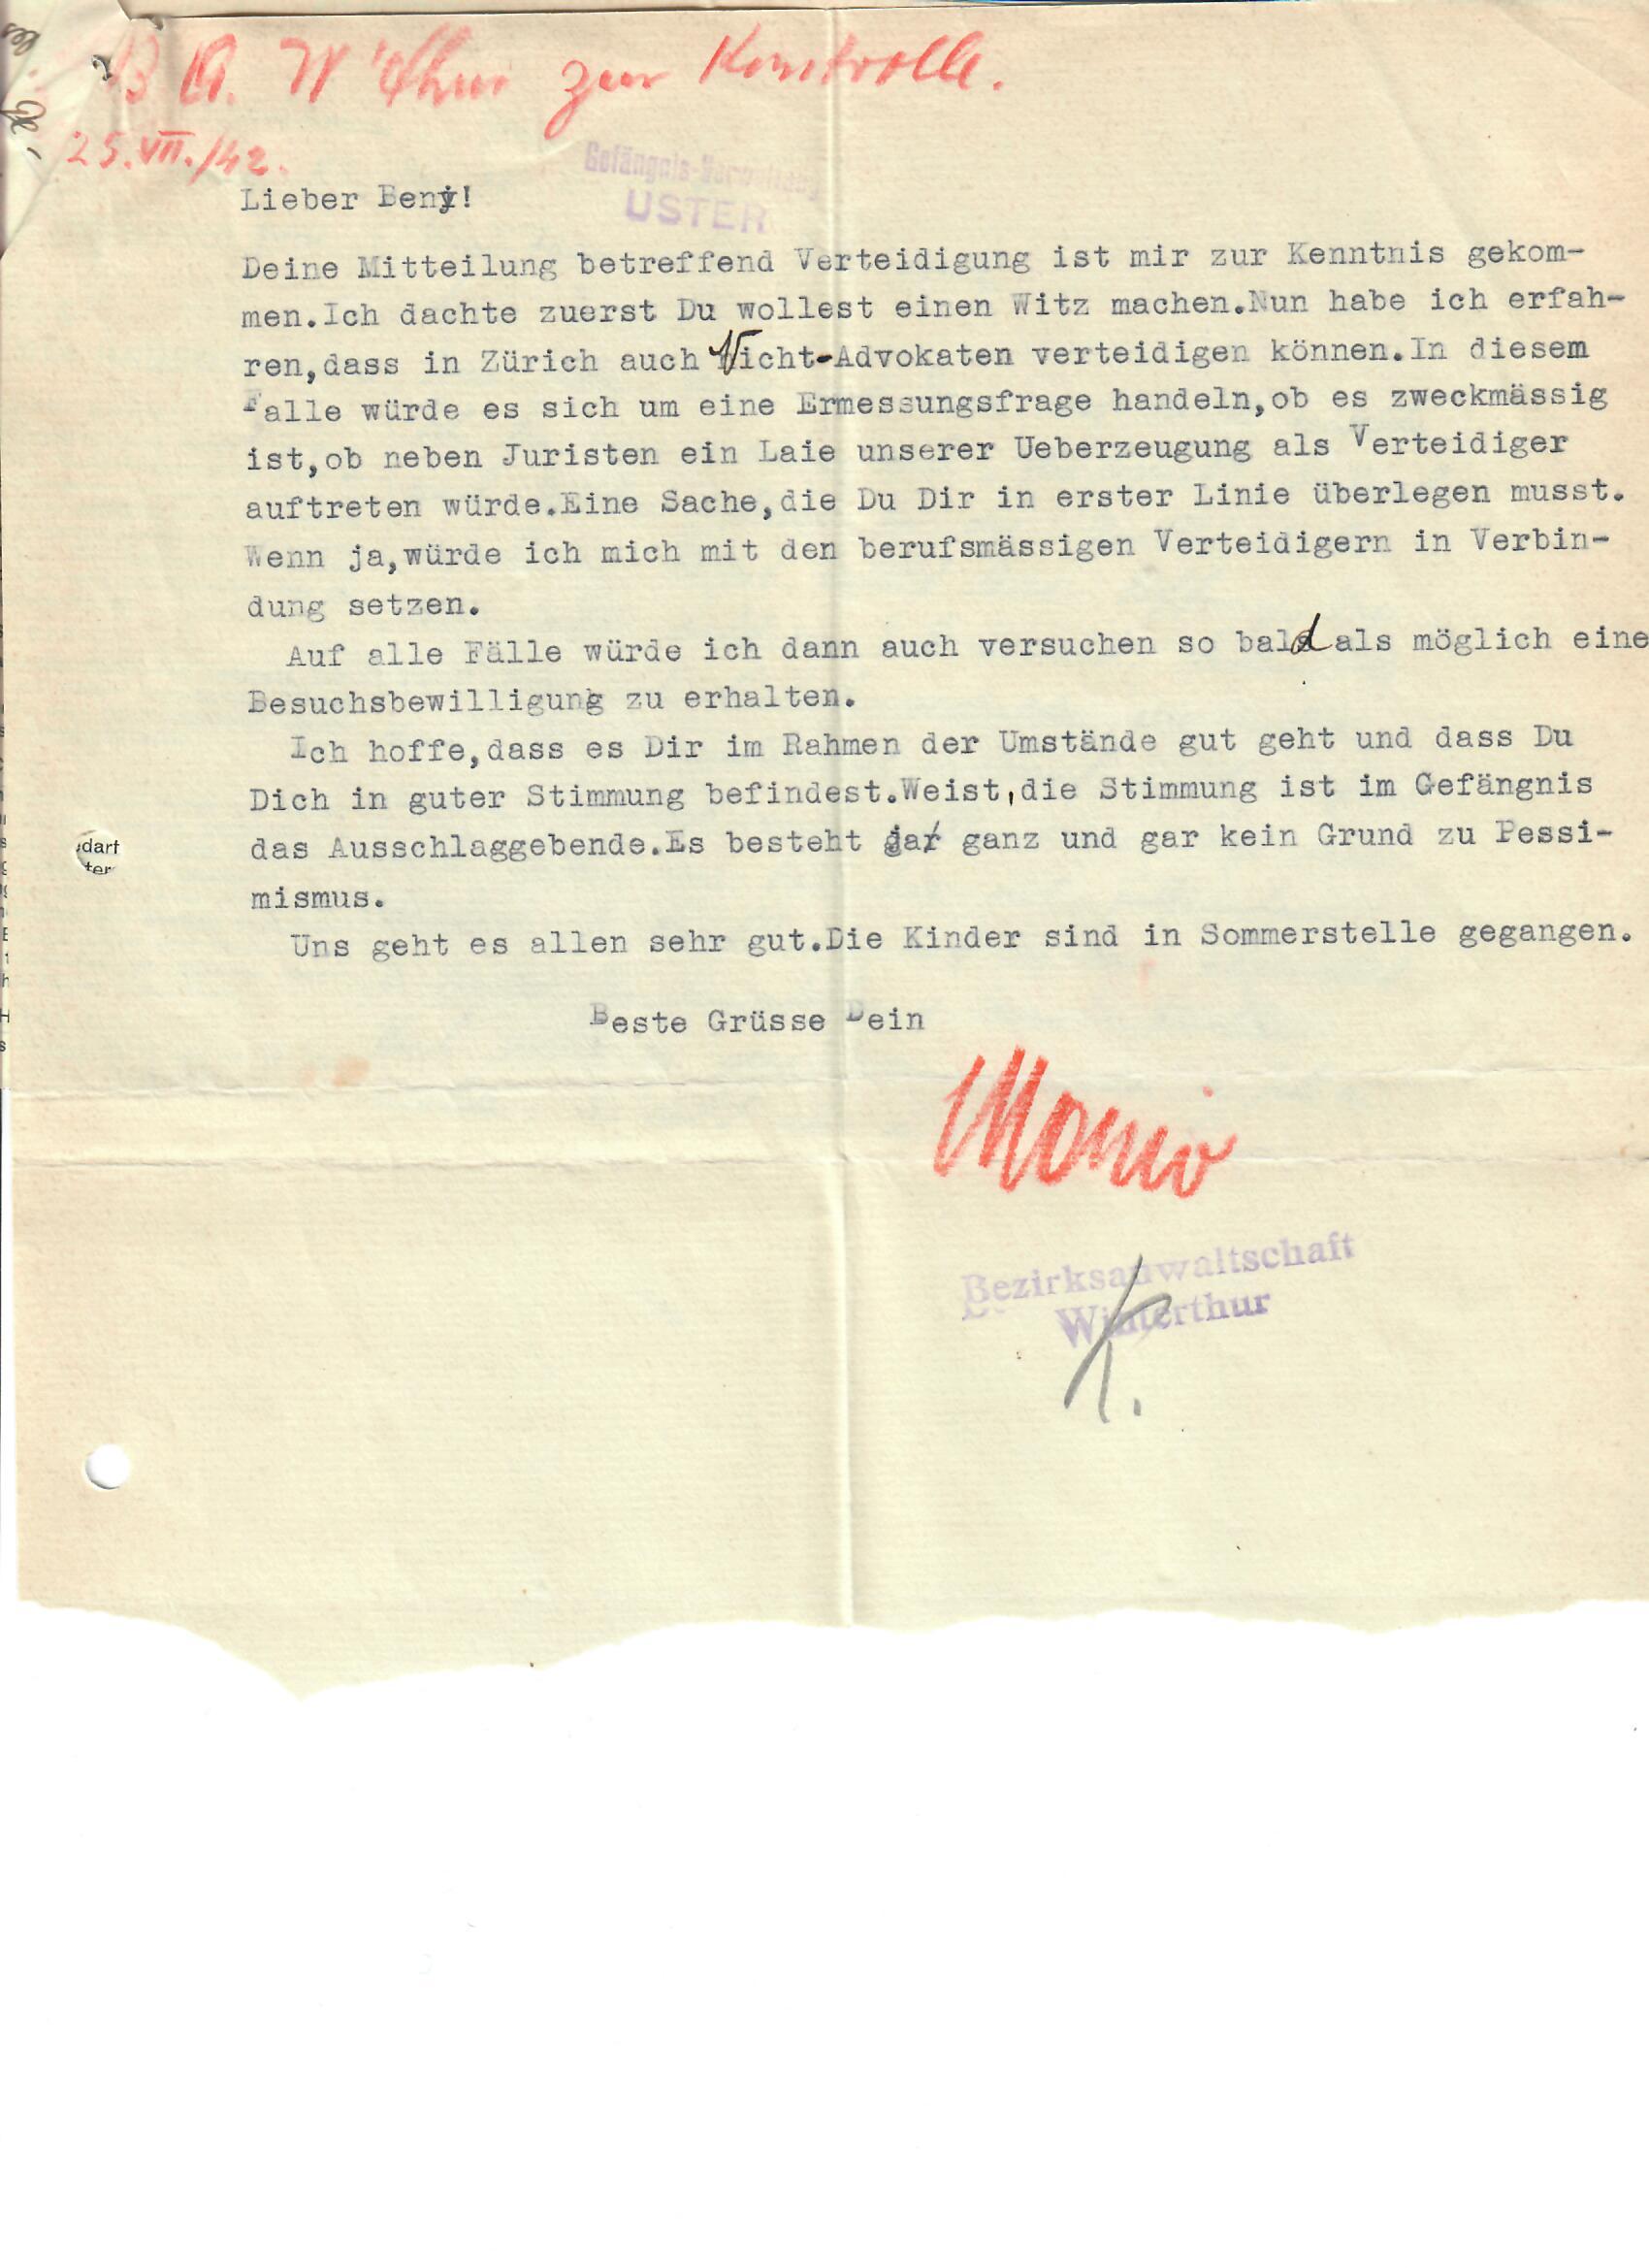 B A. W'thur zur Kontrolle.
25.VII./42.
Gefängnis-Verwaltung
USTER
Lieber Beni!
Deine Mitteilung betreffend Verteidigung ist mir zur Kenntnis gekom-
men.Ich dachte zuerst Du wollest einen Witz machen.Nun habe ich erfah-
ren,dass in Zürich auch Nicht-Advokaten verteidigen können.In diesem
Falle würde es sich um eine Ermessungsfrage handeln,ob es zweckmässig
ist,ob neben Juristen ein Laie unserer Ueberzeugung als Verteidiger
auftreten würde.Eine Sache,die Du Dir in erster Linie überlegen musst.
Wenn ja,würde ich mich mit den berufsmässigen Verteidigern in Verbin-
dung setzen.
Auf alle Fälle würde ich dann auch versuchen so bald als möglich eine
Besuchsbewilligung zu erhalten.
Ich hoffe,dass es Dir im Rahmen der Umstände gut geht und dass Du
Dich in guter Stimmung befindest.Weist,die Stimmung ist im Gefängnis
das Ausschlaggebende.Es besteht ja ganz und gar kein Grund zu Pessi-
mismus.
Uns geht es allen sehr gut.Die Kinder sind in Sommerstelle gegangen.
Beste Grüsse Dein
Bezirksanwaltschaft
Winterthur
K.